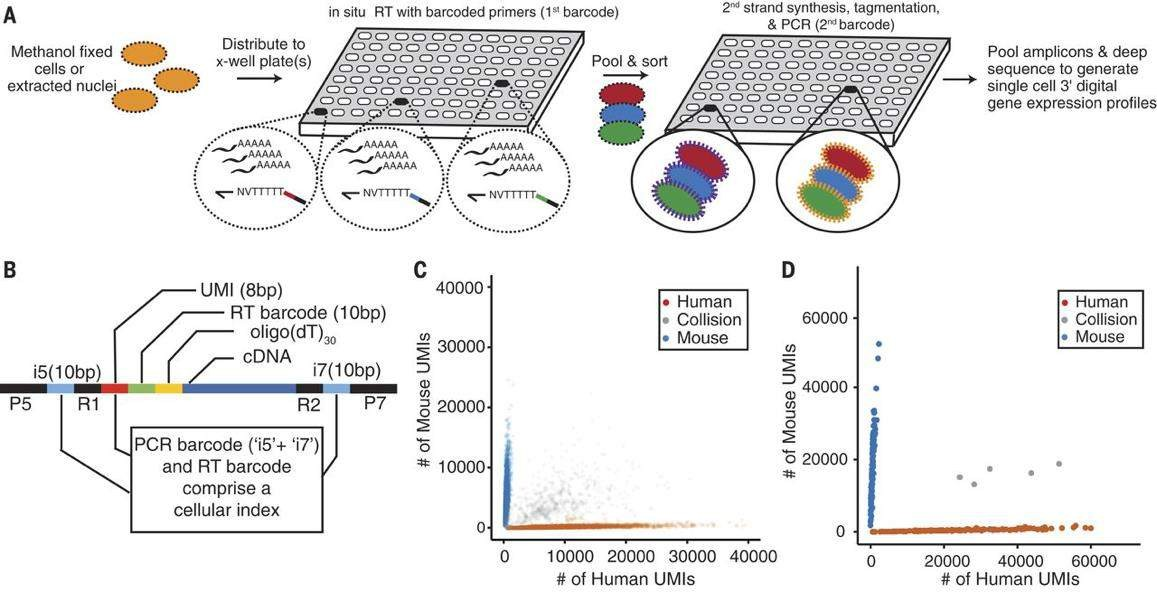 A
Methanol fixed
cells or
extracted nuclei
Distribute to
x-well plate(s)
in situ RT with barcoded primers (1st barcode)
AAAAA
AAAAA
AAAAA
NVTTTTT
AAAAA
AAAAA
AAAAA
NVTTTTT
AAAAA
AAAAA
AAAAA
NVTTTTT
Pool & sort
2nd strand synthesis, tagmentation,
& PCR (2nd barcode)
Pool amplicons & deep
sequence to generate
single cell 3' digital
gene expression profiles
B
UMI (8bp)
RT barcode (10bp)
oligo(dT)30
cDNA
i5(10bp)
i7(10bp)
P5
R1
R2
P7
PCR barcode ('i5'+ 'i7')
and RT barcode
comprise a
cellular index
C
# of Mouse UMIs
40000
30000
20000
10000
0
0
10000
20000
30000
40000
# of Human UMIs
Human
Collision
Mouse
D
# of Mouse UMIs
60000
40000
20000
0
0
20000
40000
60000
# of Human UMIs
Human
Collision
Mouse